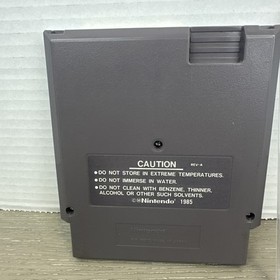 CAUTION REV-A
• DO NOT STORE IN EXTREME TEMPERATURES.
• DO NOT IMMERSE IN WATER.
• DO NOT CLEAN WITH BENZENE, THINNER,
ALCOHOL OR OTHER SUCH SOLVENTS.
©®Nintendo® 1985